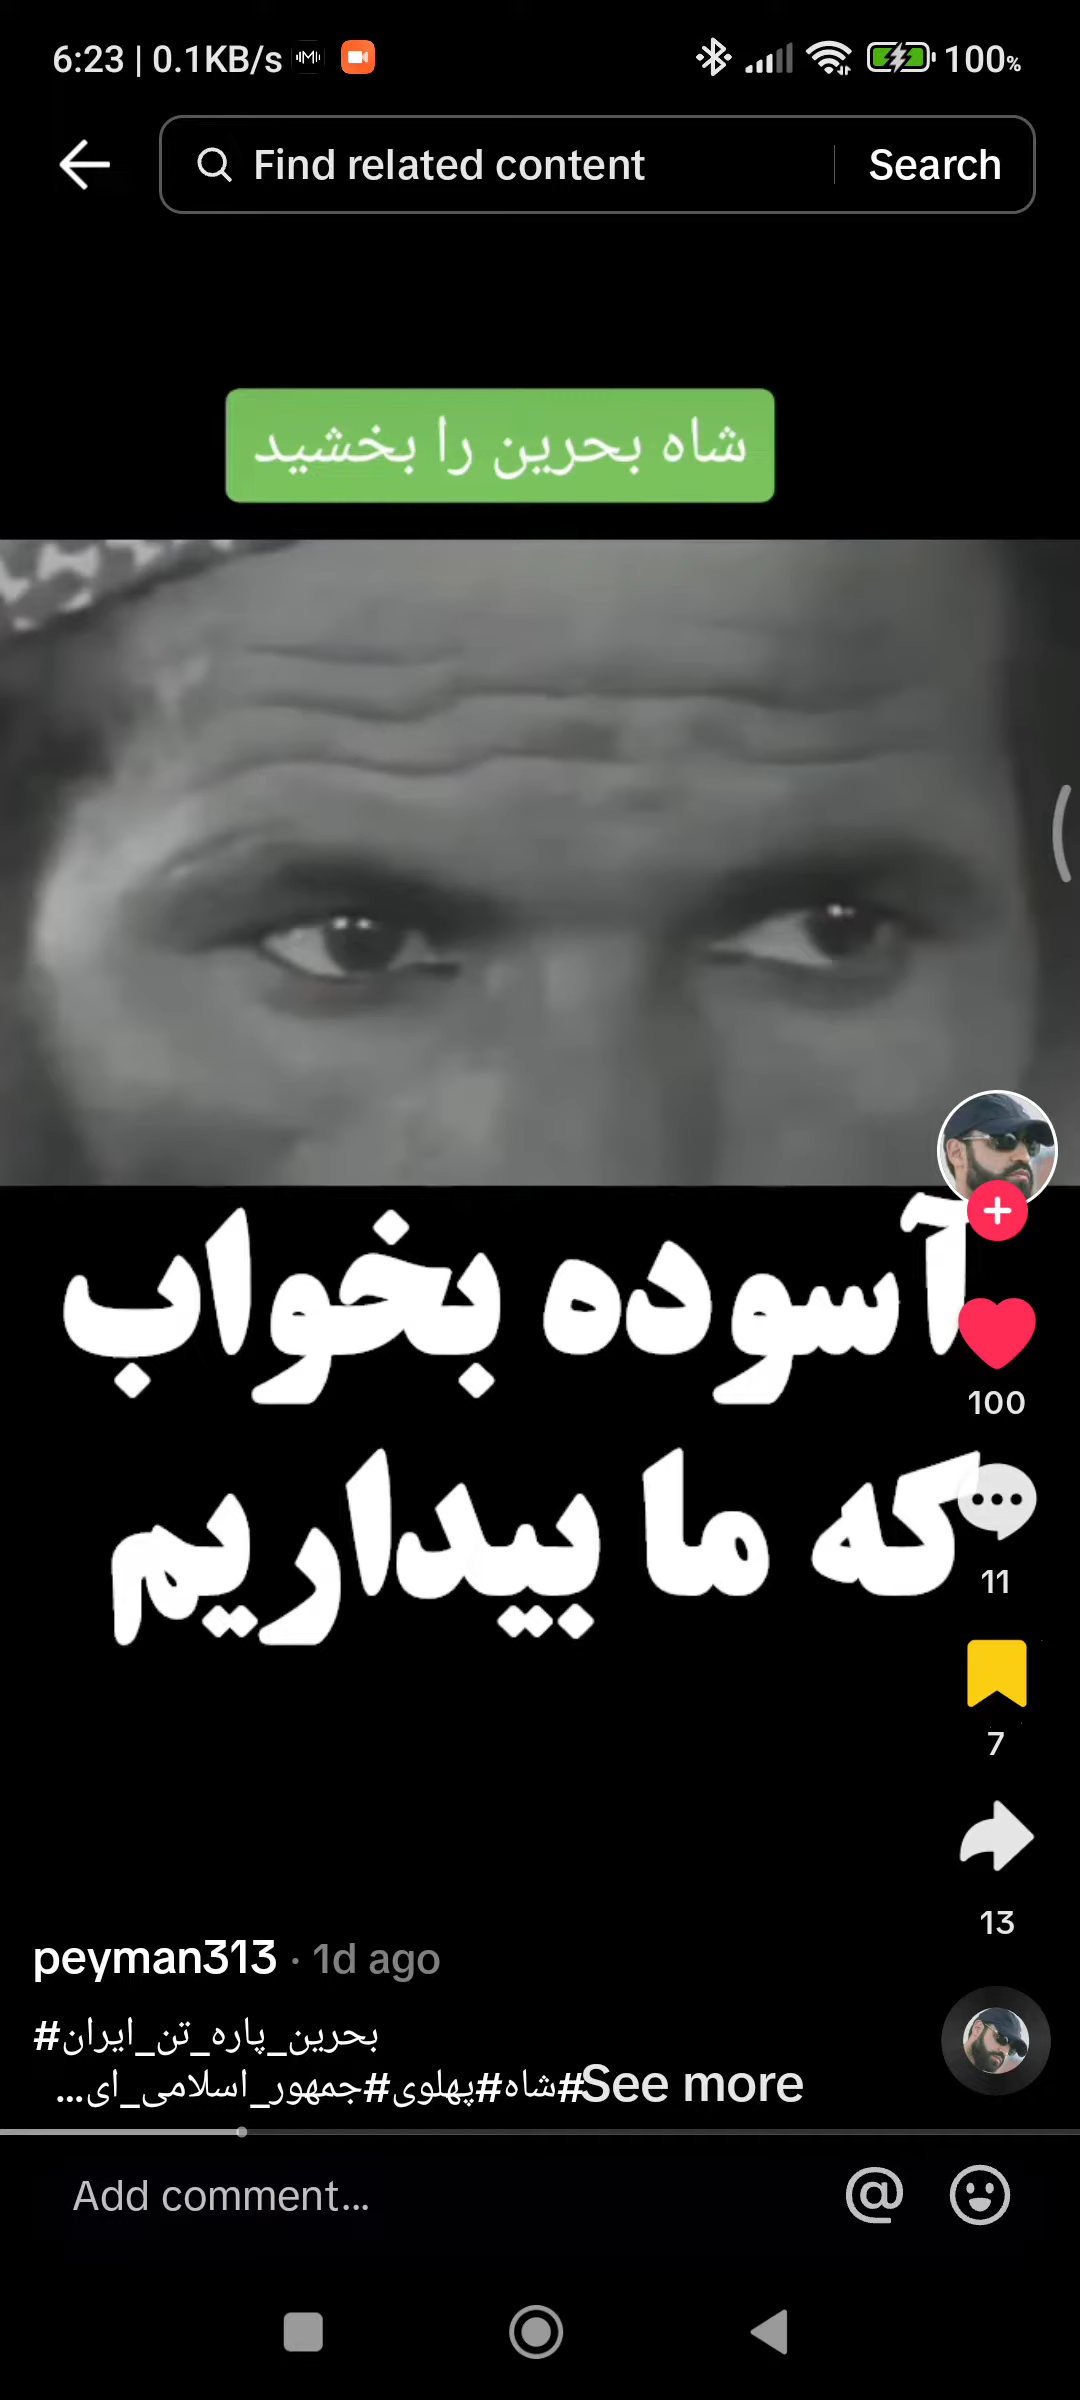 6:23 | 0.1KB/s
100%
Find related content
Search
شاه بحرین را بخشید
آسوده بخواب
که ما بیداریم
100
11
7
13
peyman313 · 1d ago
#بحرین_پاره_تن_ایران
#شاه#پهلوی#جمهور_اسلامی_ای... See more
Add comment...